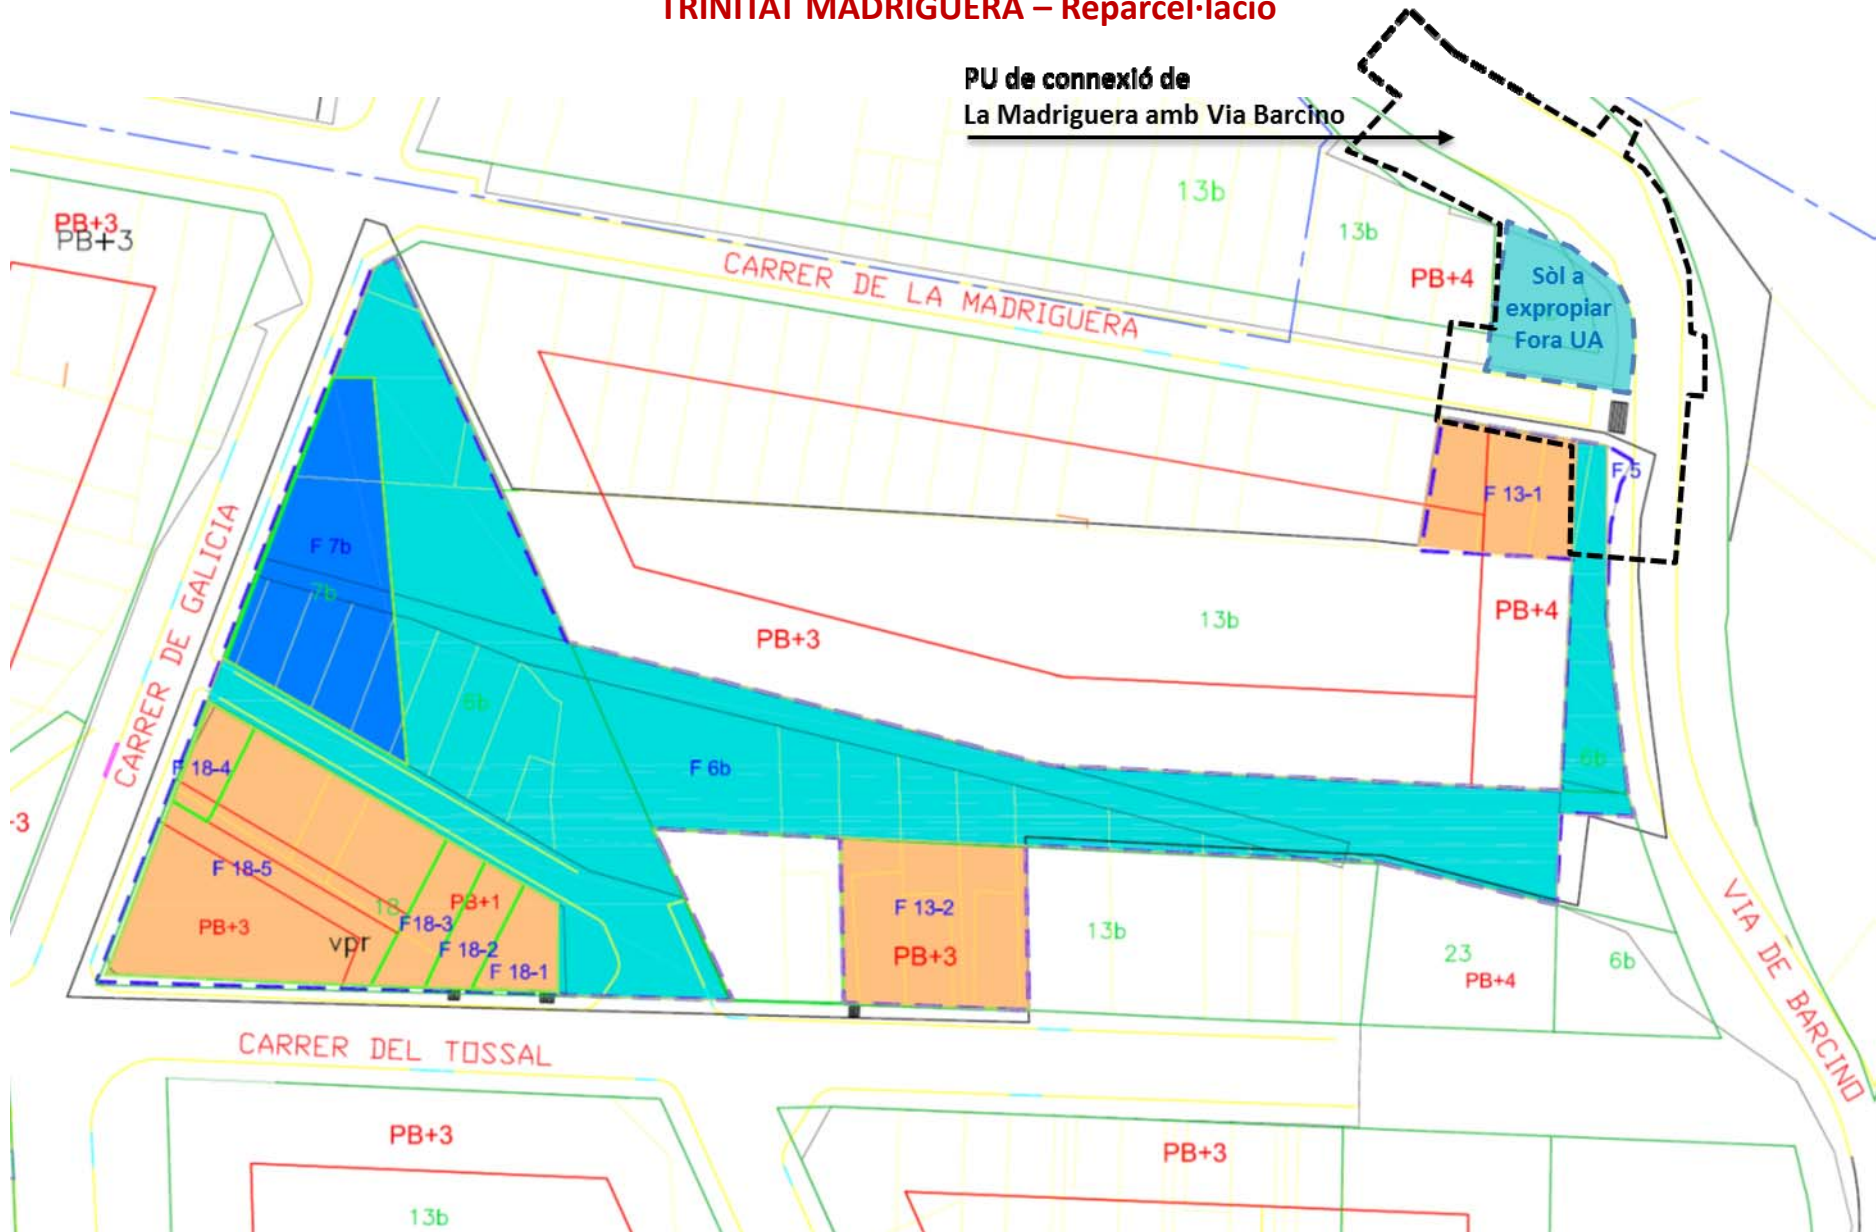 TRINITAT MADRIGUERA – Reparcel·lació
PU de connexió de
La Madriguera amb Via Barcino
13b
13b
PB+3
PB+3
CARRER DE LA MADRIGUERA
PB+4
Sòl a
expropiar
Fora UA
F 5
F 13-1
CARRER DE GALICIA
F 7b
7b
PB+3
13b
PB+4
6b
F 6b
6b
F 18-4
-3
F 18-5
PB+3
18
vpr
PB+1
F18-3
F 18-2
F 18-1
F 13-2
PB+3
13b
23
PB+4
6b
VIA DE BARCINO
CARRER DEL TOSSAL
PB+3
13b
PB+3